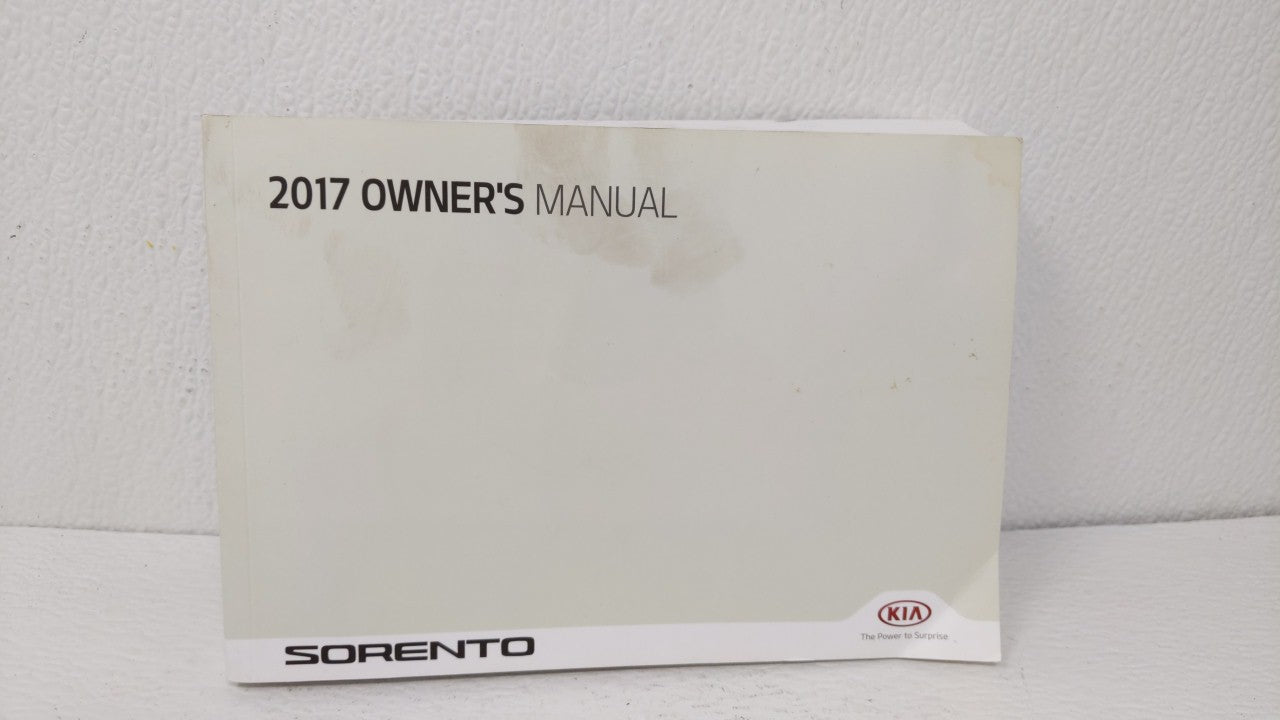 2017 OWNER'S MANUAL
SORENTO
KIA
The Power to Surprise